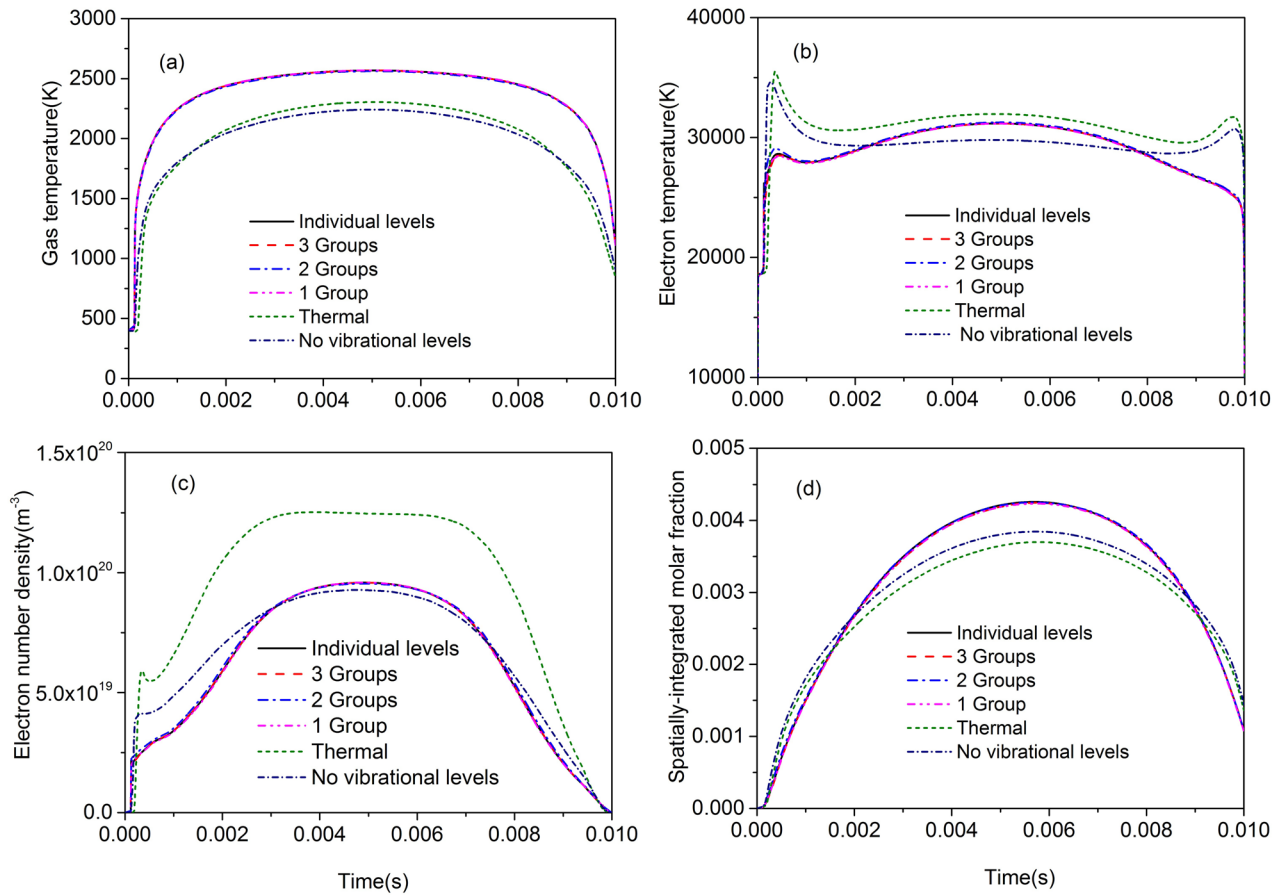 3000
2500
2000
1500
1000
500
0
Gas temperature(K)
(a)
Individual levels
3 Groups
2 Groups
1 Group
Thermal
No vibrational levels
0.000 0.002 0.004 0.006 0.008 0.010
40000
30000
20000
10000
Electron temperature(K)
(b)
Individual levels
3 Groups
2 Groups
1 Group
Thermal
No vibrational levels
0.000 0.002 0.004 0.006 0.008 0.010
1.5x10²⁰
1.0x10²⁰
5.0x10¹⁹
0.0
Electron number density(m⁻³)
(c)
Individual levels
3 Groups
2 Groups
1 Group
Thermal
No vibrational levels
0.000 0.002 0.004 0.006 0.008 0.010
Time(s)
0.005
0.004
0.003
0.002
0.001
0.000
Spatially-integrated molar fraction
(d)
Individual levels
3 Groups
2 Groups
1 Group
Thermal
No vibrational levels
0.000 0.002 0.004 0.006 0.008 0.010
Time(s)